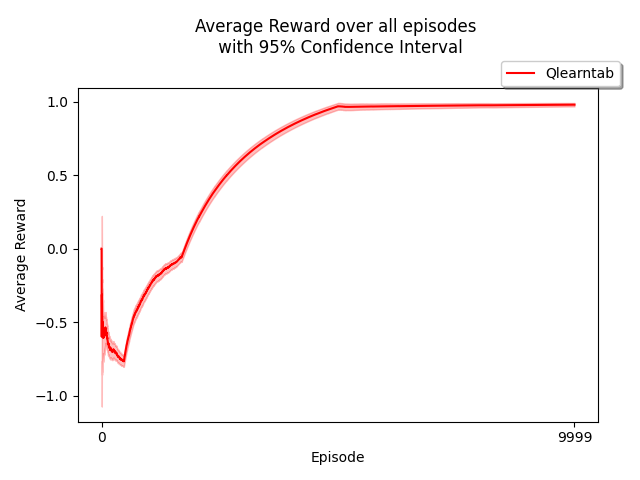 Average Reward over all episodes
with 95% Confidence Interval
Qlearntab
1.0
0.5
0.0
−0.5
−1.0
Average Reward
0
9999
Episode